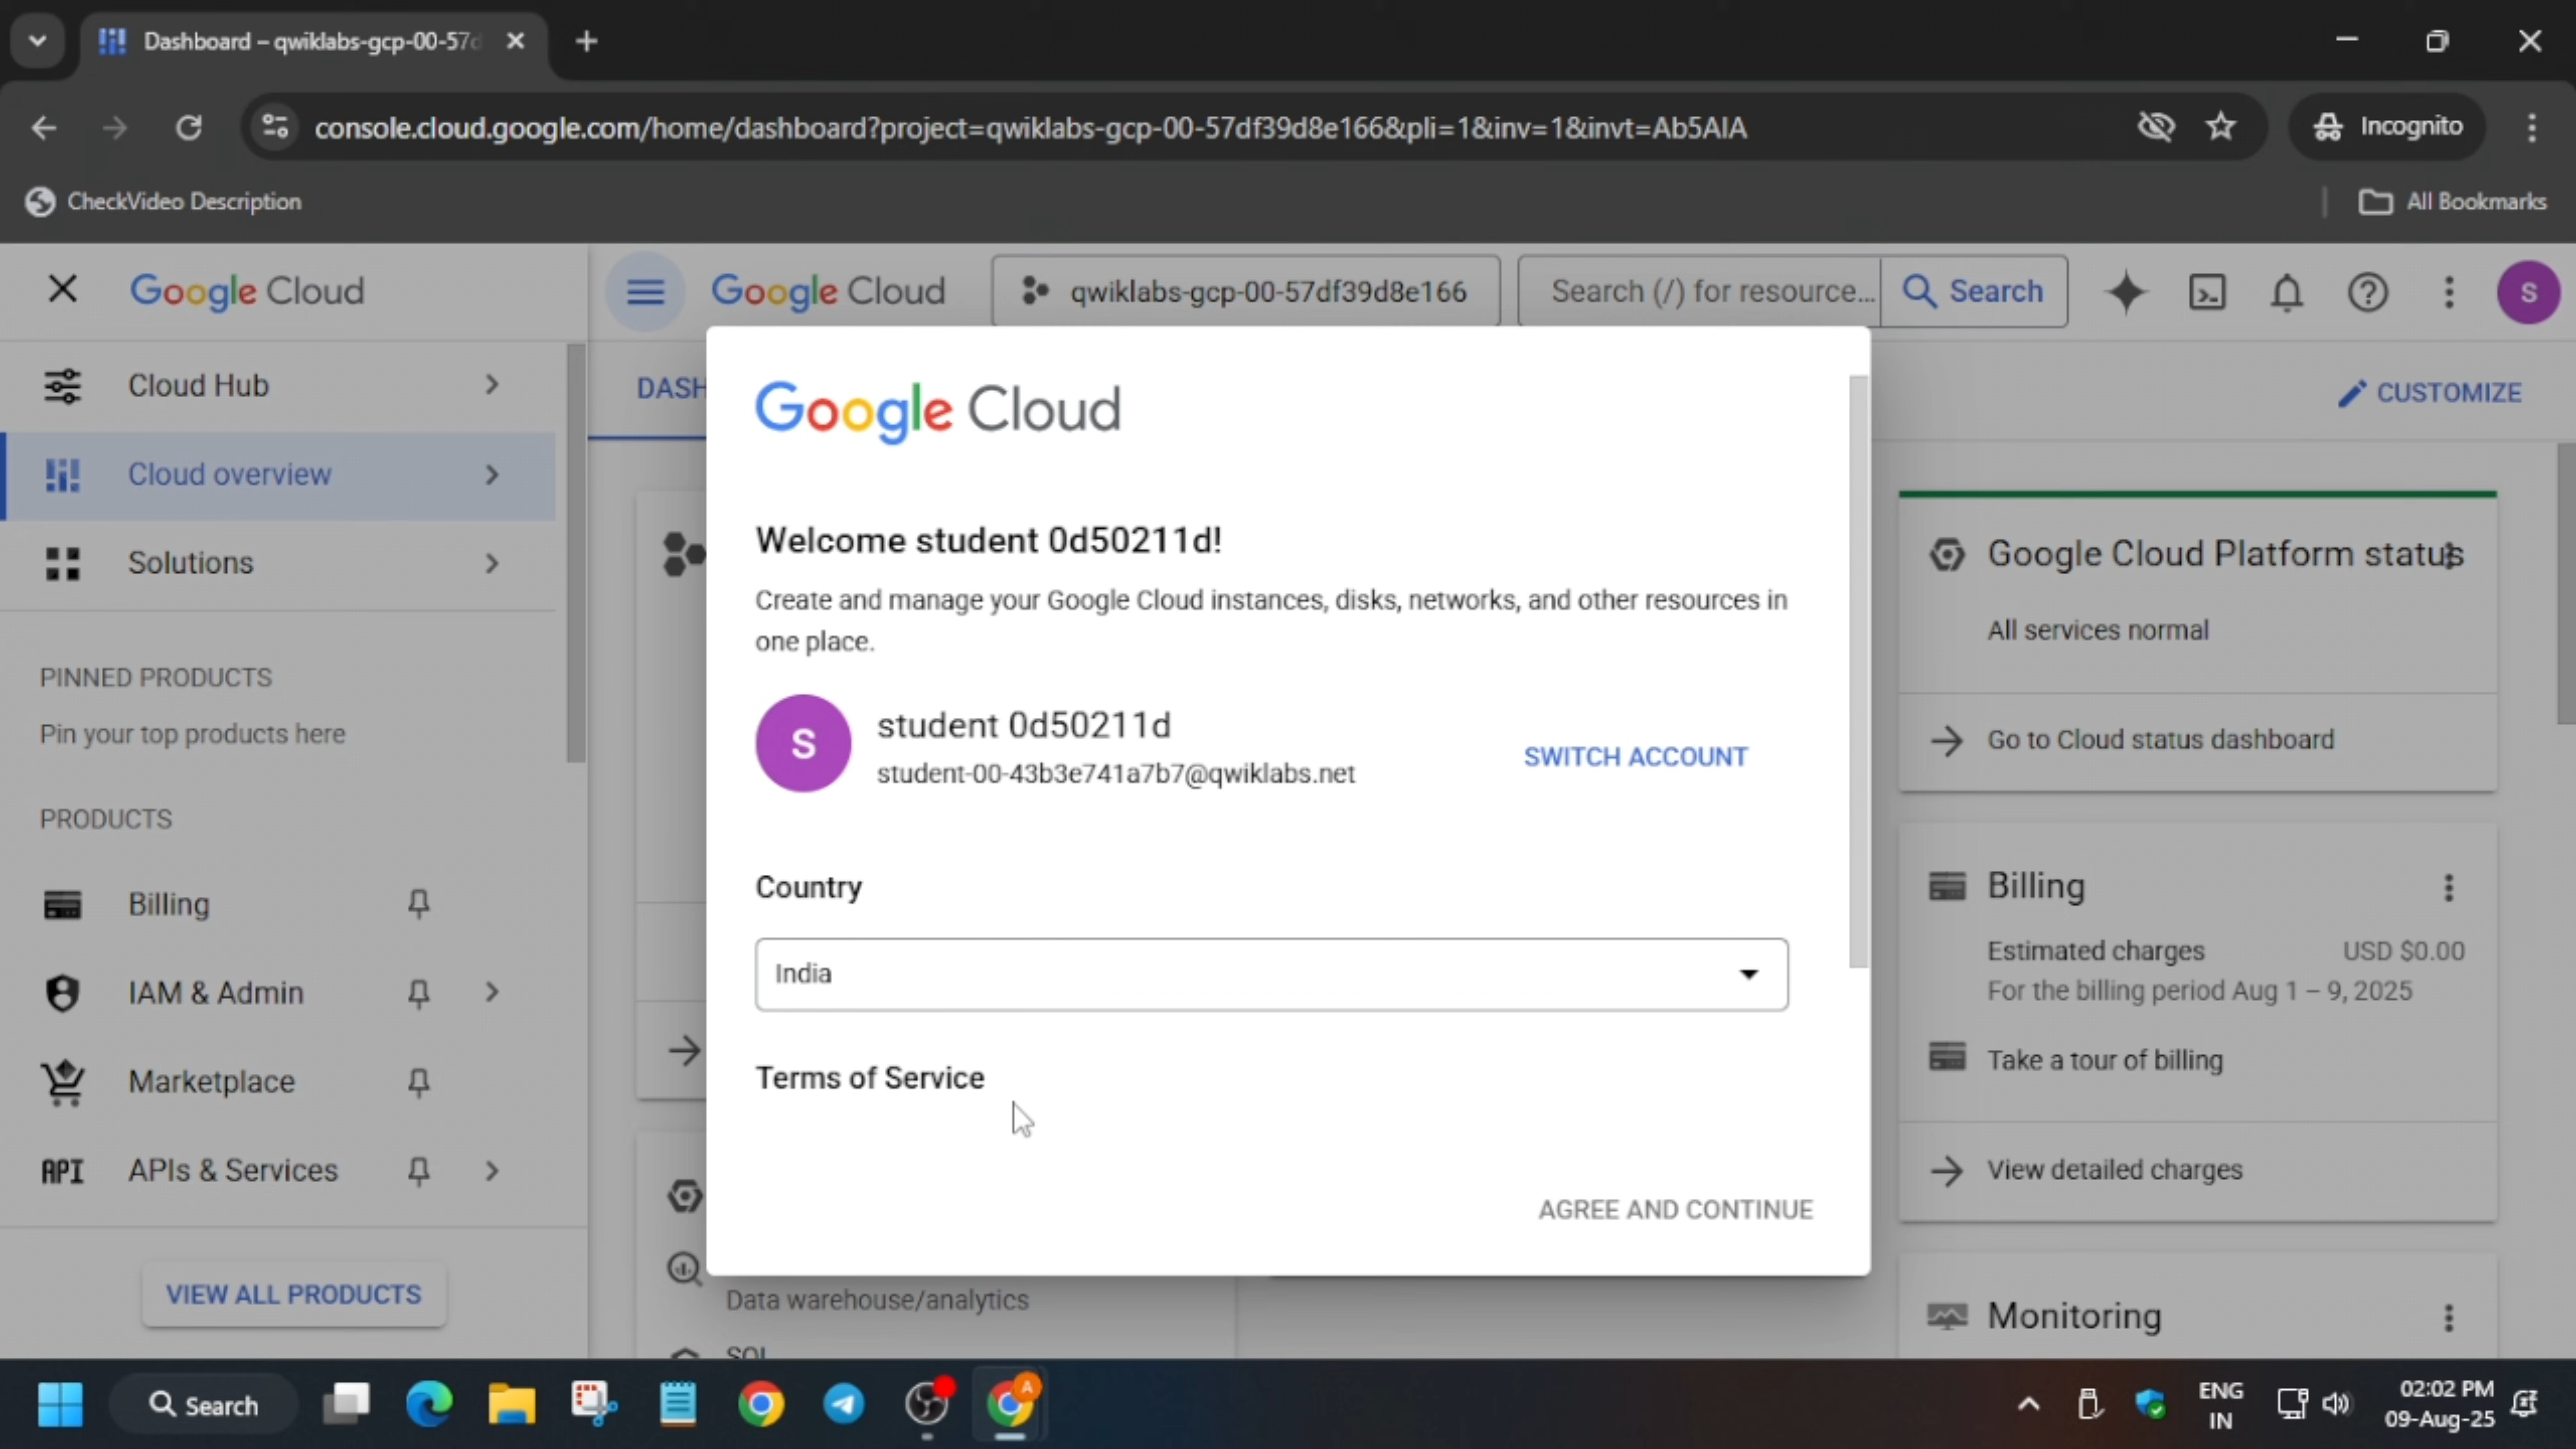 Dashboard – qwiklabs-gcp-00-57d
console.cloud.google.com/home/dashboard?project=qwiklabs-gcp-00-57df39d8e166&pli=1&inv=1&invt=Ab5AIA
Incognito
CheckVideo Description
All Bookmarks
Google Cloud
Google Cloud
qwiklabs-gcp-00-57df39d8e166
Search (/) for resource...
Search
S
Cloud Hub
Cloud overview
Solutions
PINNED PRODUCTS
Pin your top products here
PRODUCTS
Billing
IAM & Admin
Marketplace
API
APIs & Services
VIEW ALL PRODUCTS
DASH
CUSTOMIZE
Google Cloud
Welcome student 0d50211d!
Create and manage your Google Cloud instances, disks, networks, and other resources in
one place.
S
student 0d50211d
student-00-43b3e741a7b7@qwiklabs.net
SWITCH ACCOUNT
Country
India
Terms of Service
AGREE AND CONTINUE
Data warehouse/analytics
SQL
Google Cloud Platform status
All services normal
Go to Cloud status dashboard
Billing
Estimated charges
USD $0.00
For the billing period Aug 1 – 9, 2025
Take a tour of billing
View detailed charges
Monitoring
Search
A
ENG
IN
02:02 PM
09-Aug-25